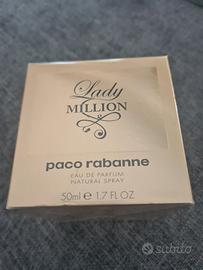 Lady
MILLION
paco rabanne
EAU DE PARFUM
NATURAL SPRAY
50ml e 1.7 FL OZ
subito